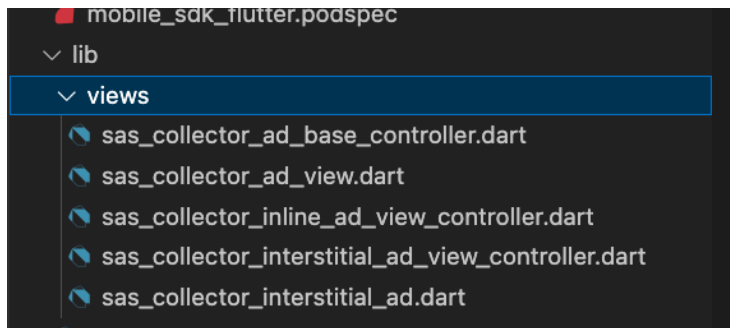 mobile_sdk_flutter.podspec
lib
views
sas_collector_ad_base_controller.dart
sas_collector_ad_view.dart
sas_collector_inline_ad_view_controller.dart
sas_collector_interstitial_ad_view_controller.dart
sas_collector_interstitial_ad.dart